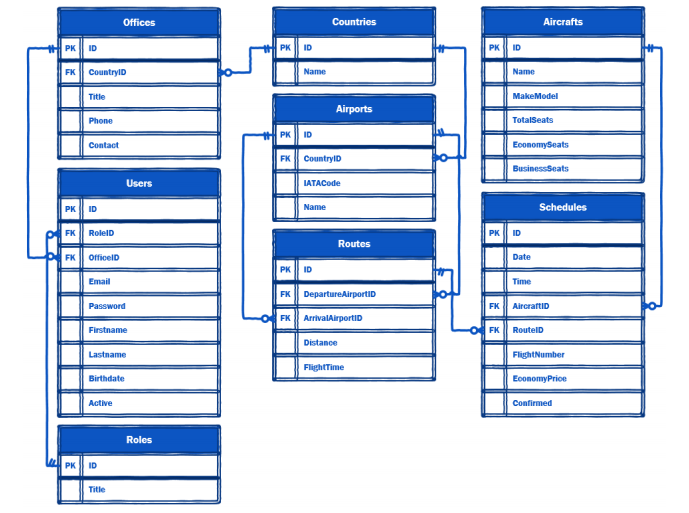 Offices
PK ID
FK CountryID
Title
Phone
Contact
Users
PK ID
FK RoleID
FK OfficeID
Email
Password
Firstname
Lastname
Birthdate
Active
Roles
PK ID
Title
Countries
PK ID
Name
Airports
PK ID
FK CountryID
IATACode
Name
Routes
PK ID
FK DepartureAirportID
FK ArrivalAirportID
Distance
FlightTime
Aircrafts
PK ID
Name
MakeModel
TotalSeats
EconomySeats
BusinessSeats
Schedules
PK ID
Date
Time
FK AircraftID
FK RouteID
FlightNumber
EconomyPrice
Confirmed